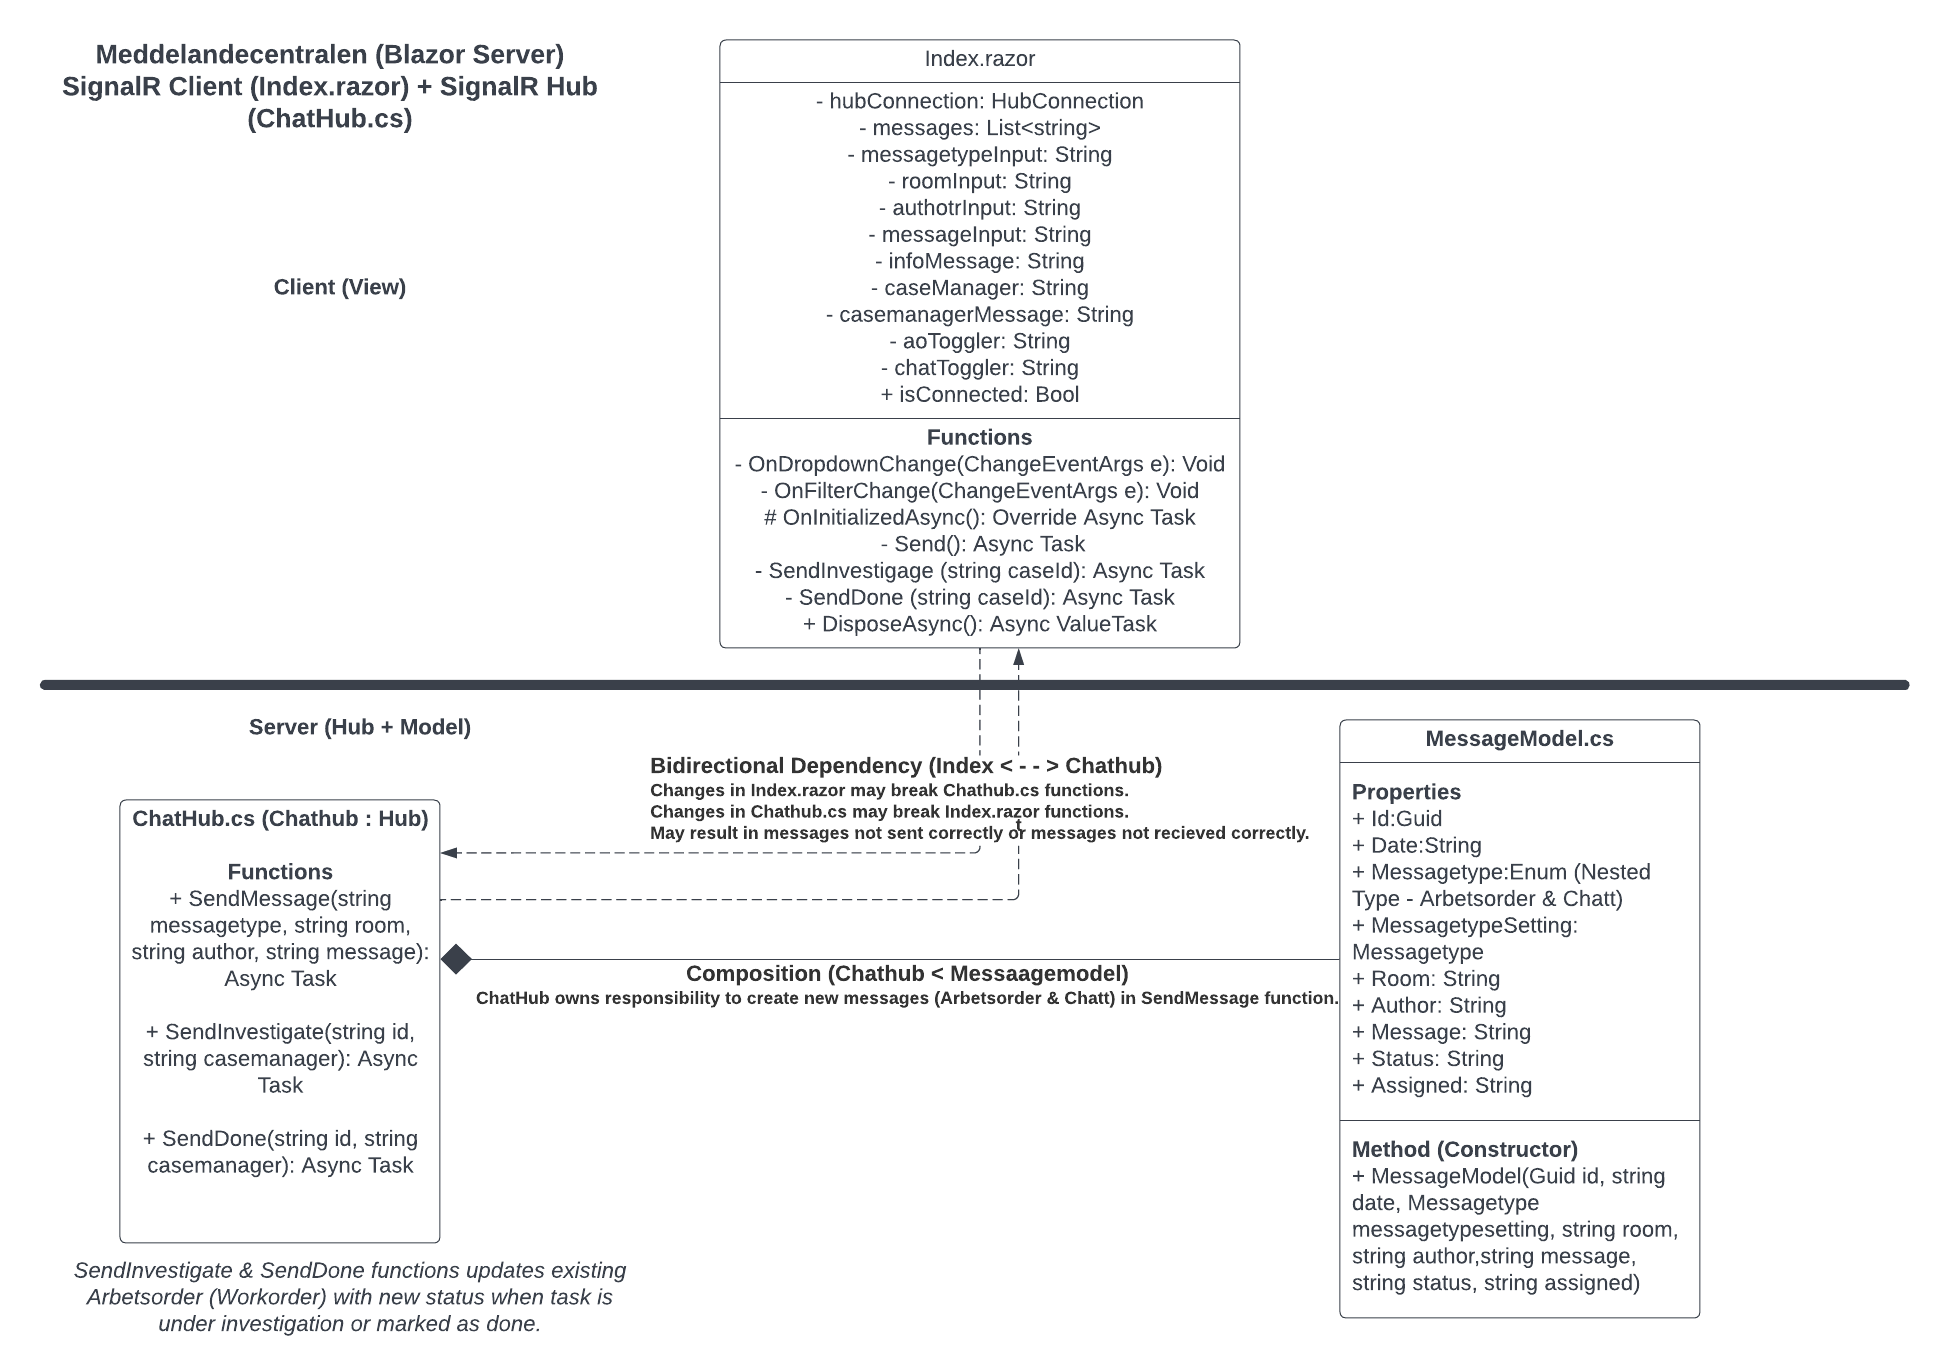 Meddelandecentralen (Blazor Server)
SignalR Client (Index.razor) + SignalR Hub
(ChatHub.cs)
Client (View)
Index.razor
- hubConnection: HubConnection
- messages: List<string>
- messagetypeInput: String
- roomInput: String
- authotrInput: String
- messageInput: String
- infoMessage: String
- caseManager: String
- casemanagerMessage: String
- aoToggler: String
- chatToggler: String
+ isConnected: Bool
Functions
- OnDropdownChange(ChangeEventArgs e): Void
- OnFilterChange(ChangeEventArgs e): Void
# OnInitializedAsync(): Override Async Task
- Send(): Async Task
- SendInvestigage (string caseId): Async Task
- SendDone (string caseId): Async Task
+ DisposeAsync(): Async ValueTask
Server (Hub + Model)
Bidirectional Dependency (Index < - - > Chathub)
Changes in Index.razor may break Chathub.cs functions.
Changes in Chathub.cs may break Index.razor functions.
t
May result in messages not sent correctly or messages not recieved correctly.
ChatHub.cs (Chathub : Hub)
Functions
+ SendMessage(string
messagetype, string room,
string author, string message):
Async Task
+ SendInvestigate(string id,
string casemanager): Async
Task
+ SendDone(string id, string
casemanager): Async Task
SendInvestigate & SendDone functions updates existing
Arbetsorder (Workorder) with new status when task is
under investigation or marked as done.
Composition (Chathub < Messaagemodel)
ChatHub owns responsibility to create new messages (Arbetsorder & Chatt) in SendMessage function.
MessageModel.cs
Properties
+ Id:Guid
+ Date:String
+ Messagetype:Enum (Nested
Type - Arbetsorder & Chatt)
+ MessagetypeSetting:
Messagetype
+ Room: String
+ Author: String
+ Message: String
+ Status: String
+ Assigned: String
Method (Constructor)
+ MessageModel(Guid id, string
date, Messagetype
messagetypesetting, string room,
string author,string message,
string status, string assigned)